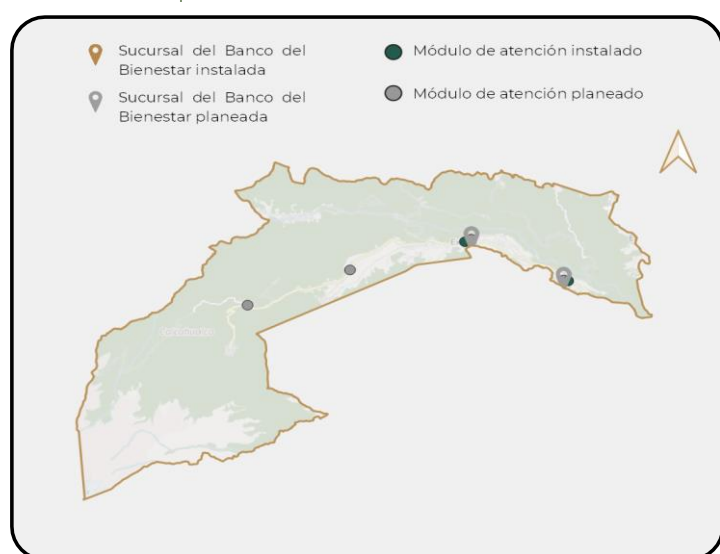 Sucursal del Banco del
Bienestar instalada
Sucursal del Banco del
Bienestar planeada
Módulo de atención instalado
Módulo de atención planeado